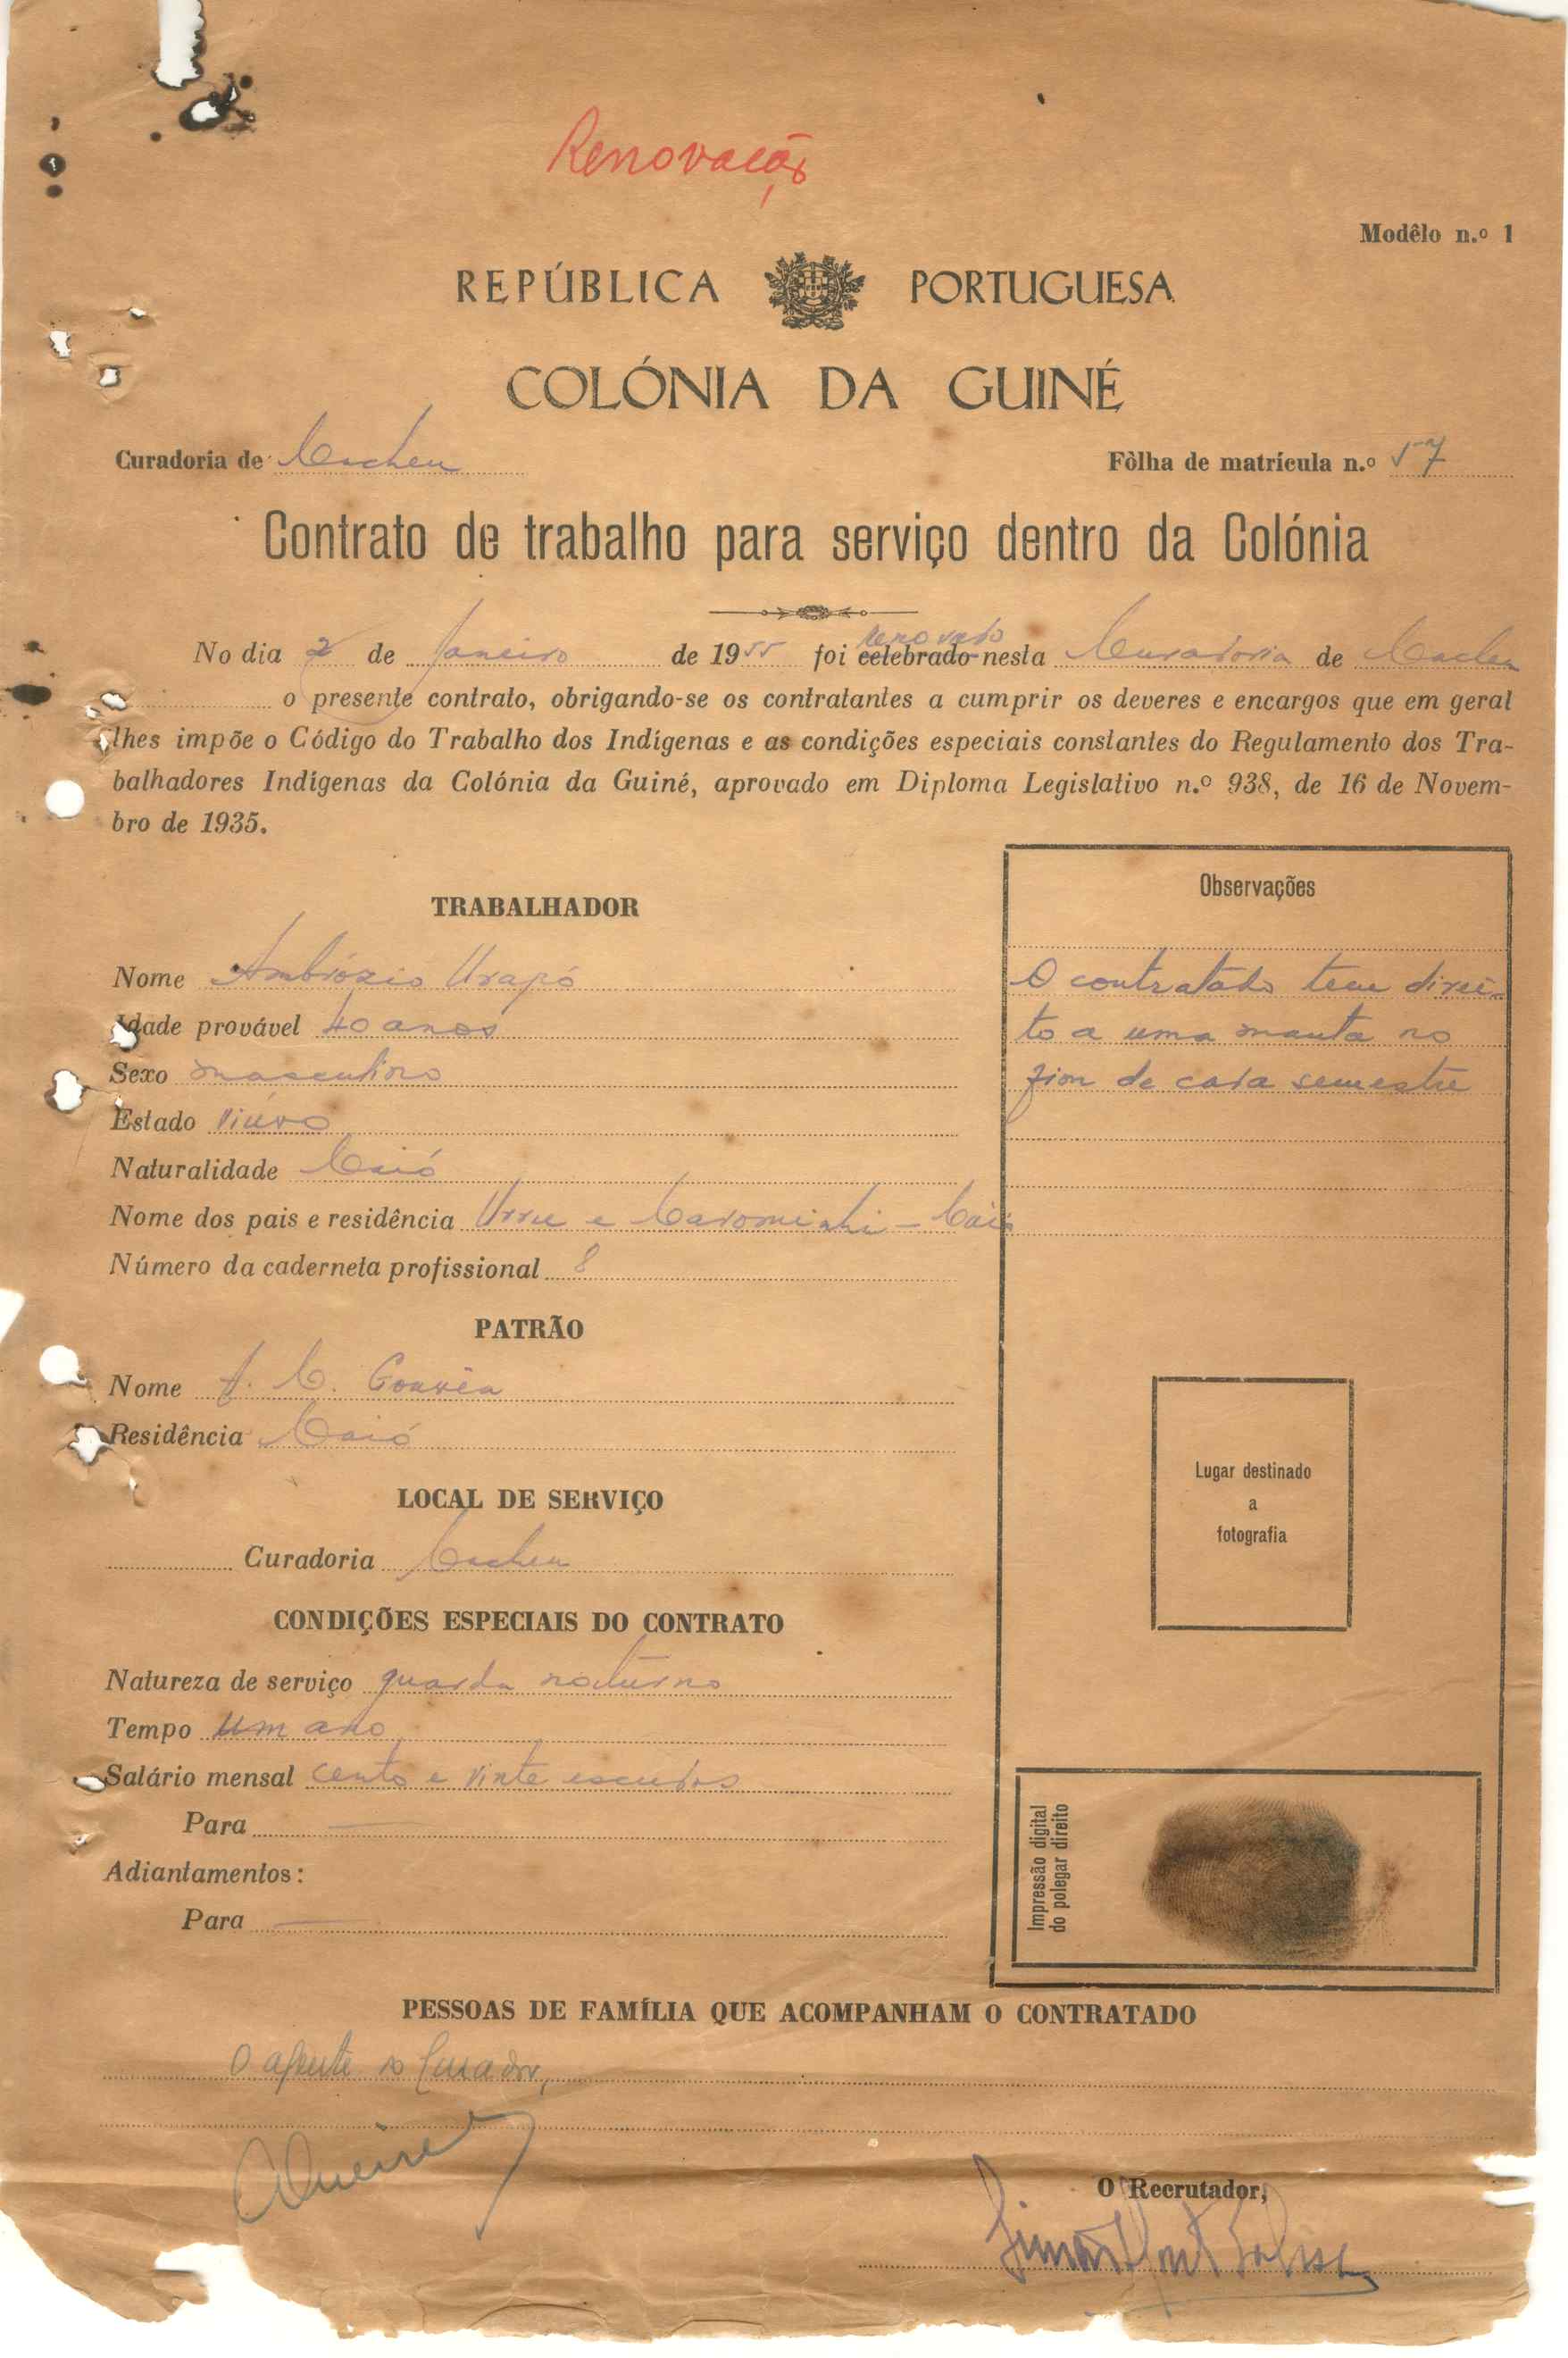 Renovação
Modêlo n.º 1
REPÚBLICA PORTUGUESA
COLÓNIA DA GUINÉ
Curadoria de Cacheu
Fôlha de matrícula n.º 57
Contrato de trabalho para serviço dentro da Colónia
No dia 2 de Janeiro de 1955 foi celebrado renovado nesta Curadoria de Cacheu
o presente contrato, obrigando-se os contratantes a cumprir os deveres e encargos que em geral
lhes impõe o Código do Trabalho dos Indígenas e as condições especiais constantes do Regulamento dos Tra-
balhadores Indígenas da Colónia da Guiné, aprovado em Diploma Legislativo n.º 938, de 16 de Novem-
bro de 1935.
TRABALHADOR
Nome Ambrózio Urapó
Idade provável 40 anos
Sexo masculino
Estado Viúvo
Naturalidade Caió
Nome dos pais e residência e - Caió
Número da caderneta profissional 8
PATRÃO
Nome A. C. Gouvêa
Residência Caió
LOCAL DE SERVIÇO
Curadoria Cacheu
CONDIÇÕES ESPECIAIS DO CONTRATO
Natureza de serviço guarda nocturno
Tempo um ano
Salário mensal cento e vinte escudos
Para
Adiantamentos:
Para
Observações
O contratado tem direi-
to a uma manta no
fim de cada semestre
Lugar destinado
a
fotografia
Impressão digital
do polegar direito
PESSOAS DE FAMÍLIA QUE ACOMPANHAM O CONTRATADO
O agente do Curador,
O Recrutador,